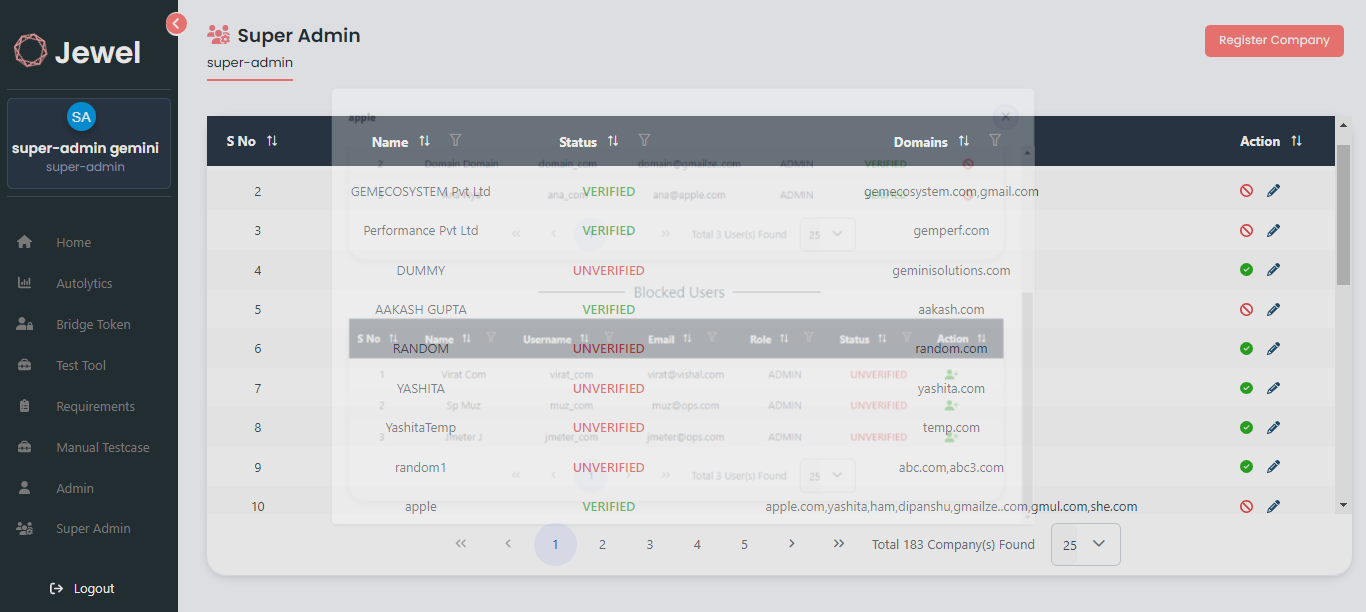 Jewel
SA
super-admin gemini
super-admin
Home
Autolytics
Bridge Token
Test Tool
Requirements
Manual Testcase
Admin
Super Admin
Logout
Super Admin
super-admin
Register Company
S No Name Status Domains Action
2 GEMECOSYSTEM Pvt Ltd VERIFIED gemecosystem.com,gmail.com
3 Performance Pvt Ltd VERIFIED gemperf.com
4 DUMMY UNVERIFIED geminisolutions.com
5 AAKASH GUPTA VERIFIED aakash.com
6 RANDOM UNVERIFIED random.com
7 YASHITA UNVERIFIED yashita.com
8 YashitaTemp UNVERIFIED temp.com
9 random1 UNVERIFIED abc.com,abc3.com
10 apple VERIFIED apple.com,yashita,ham,dipanshu,gmailze..com,gmul.com,she.com
« ‹ 1 2 3 4 5 › » Total 183 Company(s) Found 25
apple
2 Domain Domain domain_com domain@gmailze.com ADMIN VERIFIED
ana_com ana@apple.com ADMIN
« ‹ › » Total 3 User(s) Found 25
Blocked Users
S No Name Username Email Role Status Action
1 Virat Com virat_com virat@vishal.com ADMIN UNVERIFIED
2 Sp Muz muz_com muz@ops.com ADMIN UNVERIFIED
3 Jmeter J jmeter_com jmeter@ops.com ADMIN UNVERIFIED
« ‹ 1 › » Total 3 User(s) Found 25